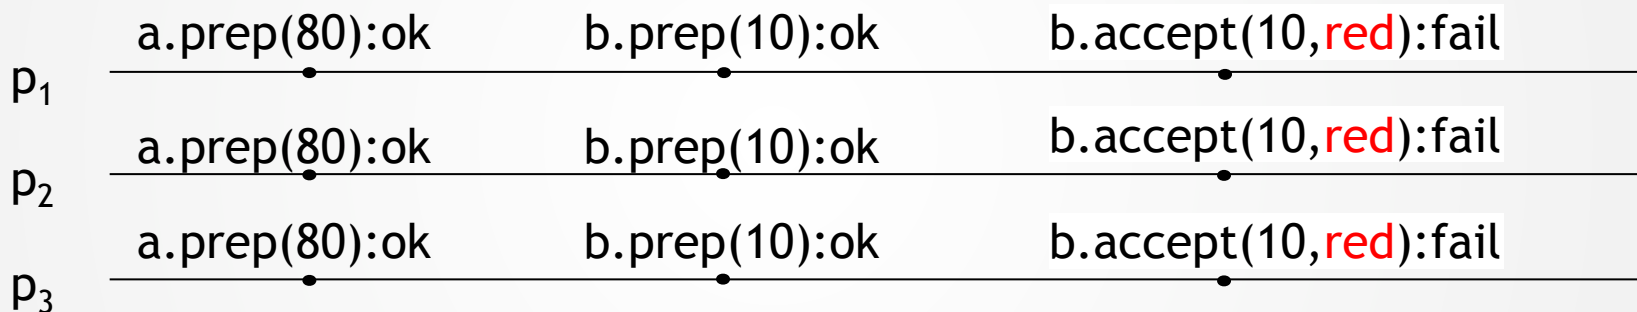 a.prep(80):ok b.prep(10):ok b.accept(10,red):fail
p₁
a.prep(80):ok b.prep(10):ok b.accept(10,red):fail
p₂
a.prep(80):ok b.prep(10):ok b.accept(10,red):fail
p₃